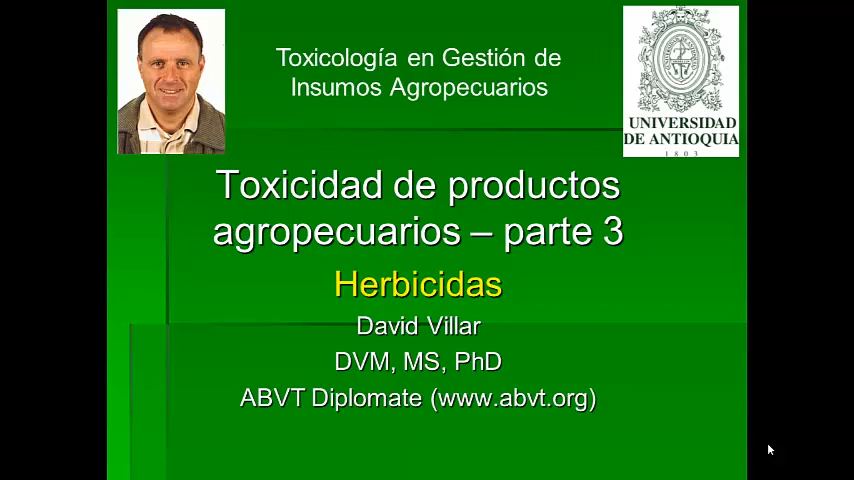 Toxicología en Gestión de
Insumos Agropecuarios
UNIVERSIDAD
DE ANTIOQUIA
1803
Toxicidad de productos
agropecuarios – parte 3
Herbicidas
David Villar
DVM, MS, PhD
ABVT Diplomate (www.abvt.org)